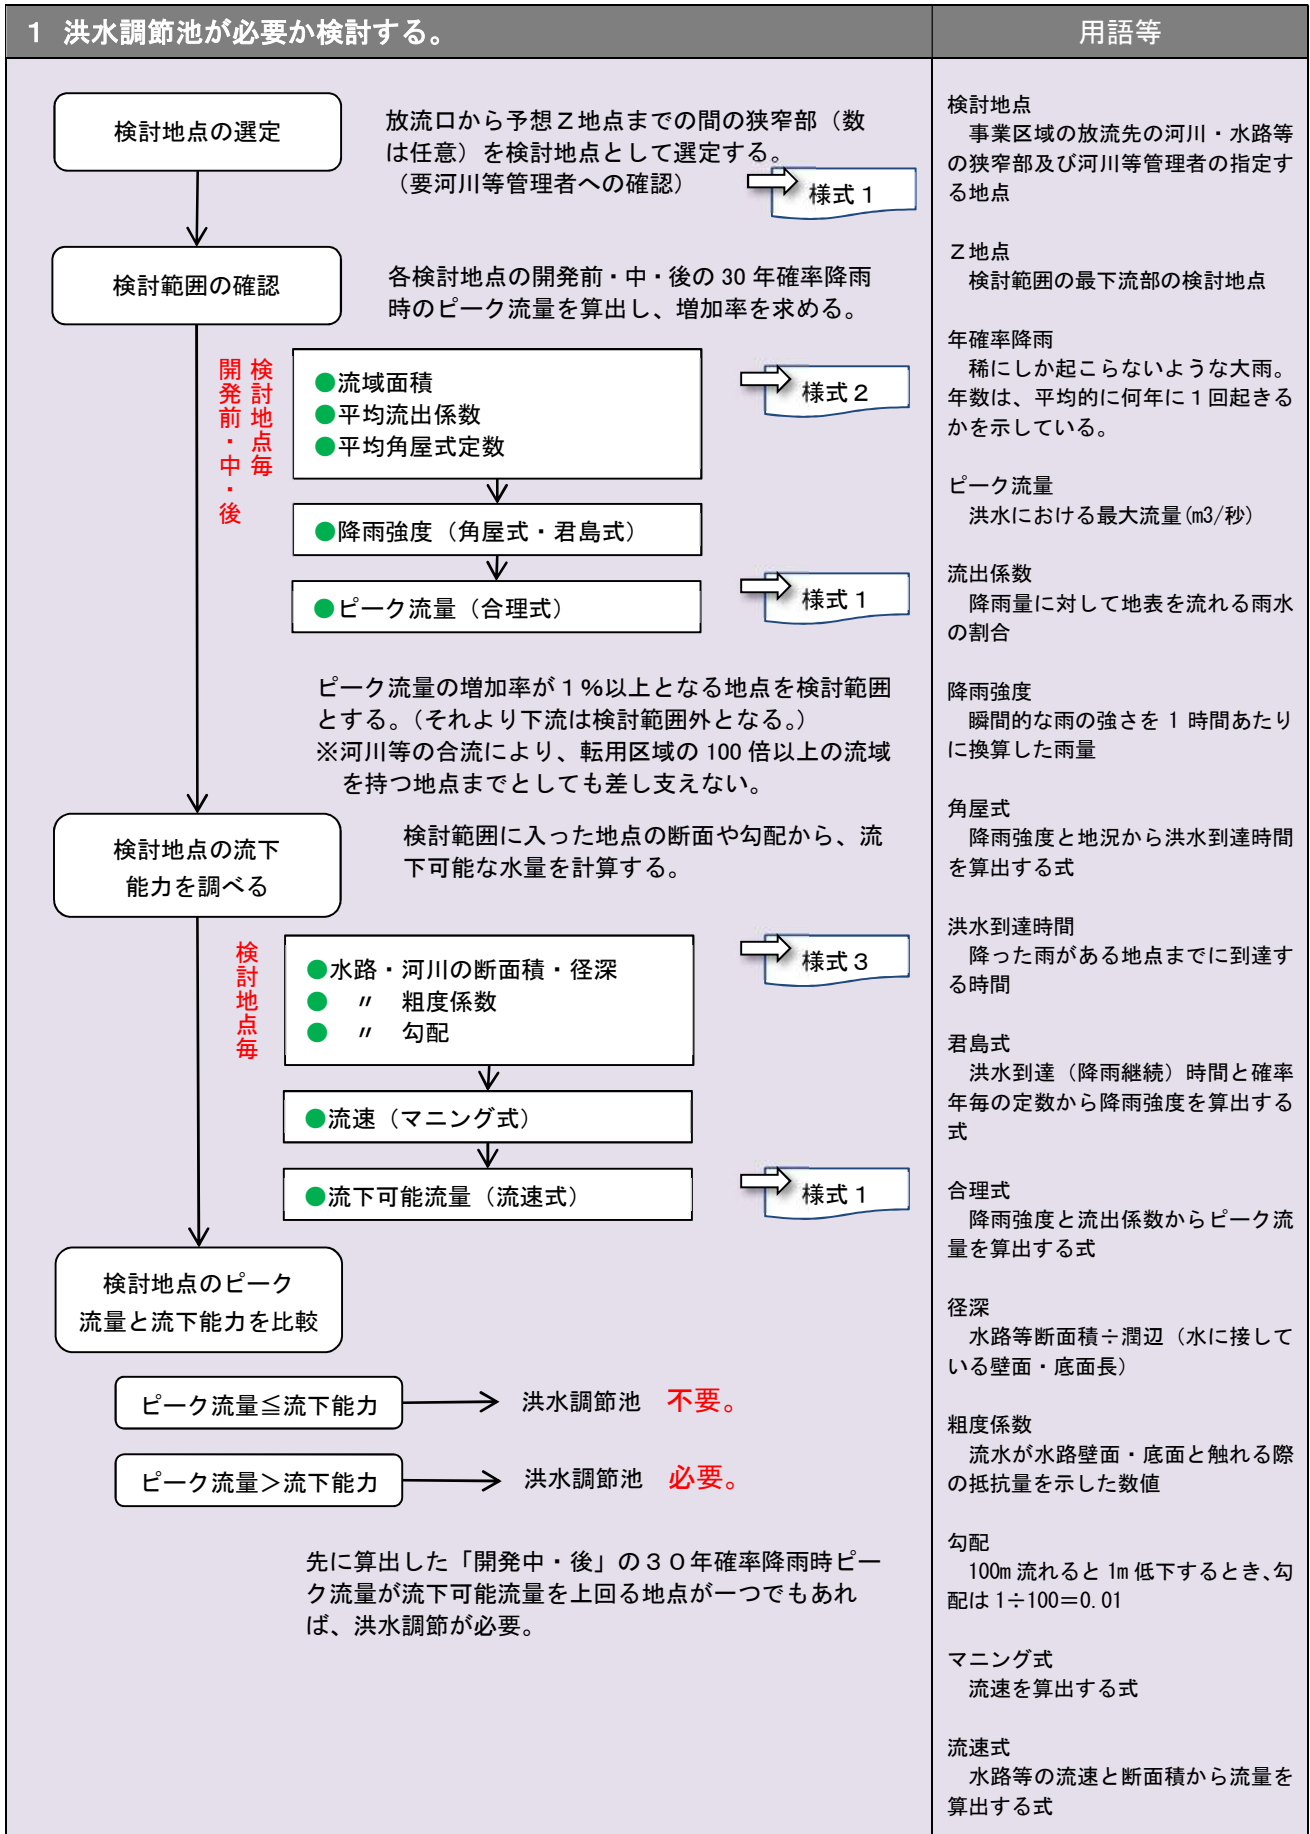 1 洪水調節池が必要か検討する。
検討地点の選定
放流口から予想Z地点までの間の狭窄部（数
は任意）を検討地点として選定する。
（要河川等管理者への確認）
様式1
検討範囲の確認
各検討地点の開発前・中・後の 30 年確率降雨
時のピーク流量を算出し、増加率を求める。
検討地点毎
開発前・中・後
●流域面積
●平均流出係数
●平均角屋式定数
様式2
●降雨強度（角屋式・君島式）
●ピーク流量（合理式）
様式1
ピーク流量の増加率が１%以上となる地点を検討範囲
とする。（それより下流は検討範囲外となる。）
※河川等の合流により、転用区域の 100 倍以上の流域
を持つ地点までとしても差し支えない。
検討地点の流下
能力を調べる
検討範囲に入った地点の断面や勾配から、流
下可能な水量を計算する。
検討地点毎
●水路・河川の断面積・径深
● 〃 粗度係数
● 〃 勾配
様式3
●流速（マニング式）
●流下可能流量（流速式）
様式1
検討地点のピーク
流量と流下能力を比較
ピーク流量≦流下能力
洪水調節池 不要。
ピーク流量＞流下能力
洪水調節池 必要。
先に算出した「開発中・後」の３０年確率降雨時ピー
ク流量が流下可能流量を上回る地点が一つでもあれ
ば、洪水調節が必要。
用語等
検討地点
事業区域の放流先の河川・水路等
の狭窄部及び河川等管理者の指定す
る地点
Z地点
検討範囲の最下流部の検討地点
年確率降雨
稀にしか起こらないような大雨。
年数は、平均的に何年に１回起きる
かを示している。
ピーク流量
洪水における最大流量(m3/秒)
流出係数
降雨量に対して地表を流れる雨水
の割合
降雨強度
瞬間的な雨の強さを 1 時間あたり
に換算した雨量
角屋式
降雨強度と地況から洪水到達時間
を算出する式
洪水到達時間
降った雨がある地点までに到達す
る時間
君島式
洪水到達（降雨継続）時間と確率
年毎の定数から降雨強度を算出する
式
合理式
降雨強度と流出係数からピーク流
量を算出する式
径深
水路等断面積÷潤辺（水に接して
いる壁面・底面長）
粗度係数
流水が水路壁面・底面と触れる際
の抵抗量を示した数値
勾配
100m 流れると 1m 低下するとき、勾
配は 1÷100＝0.01
マニング式
流速を算出する式
流速式
水路等の流速と断面積から流量を
算出する式